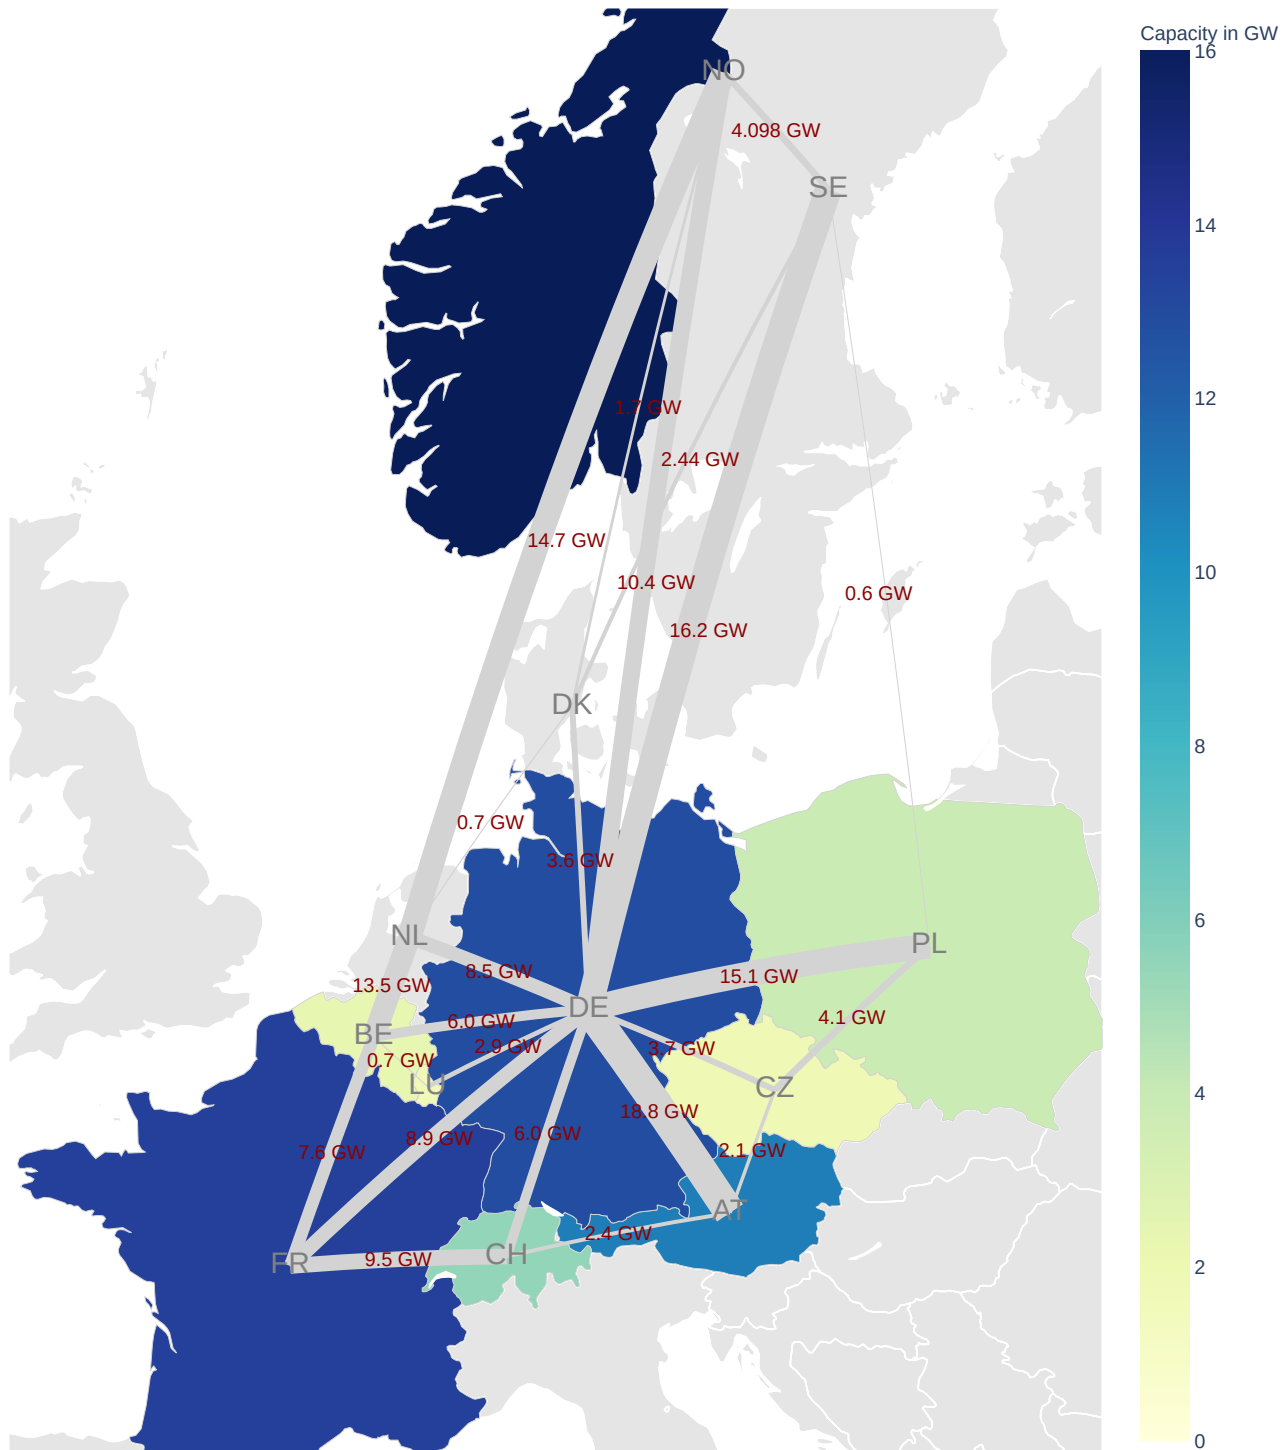 Capacity in GW
16
NO
4.098 GW
SE
14
12
1.7 GW
2.44 GW
14.7 GW
10
10.4 GW
0.6 GW
16.2 GW
DK
8
0.7 GW
3.6 GW
6
NL
PL
8.5 GW
15.1 GW
13.5 GW
DE
4.1 GW
6.0 GW
BE
2.9 GW
3.7 GW
0.7 GW
LU
CZ
4
18.8 GW
6.0 GW
8.9 GW
7.6 GW
2.1 GW
AT
2.4 GW
CH
9.5 GW
FR
2
0